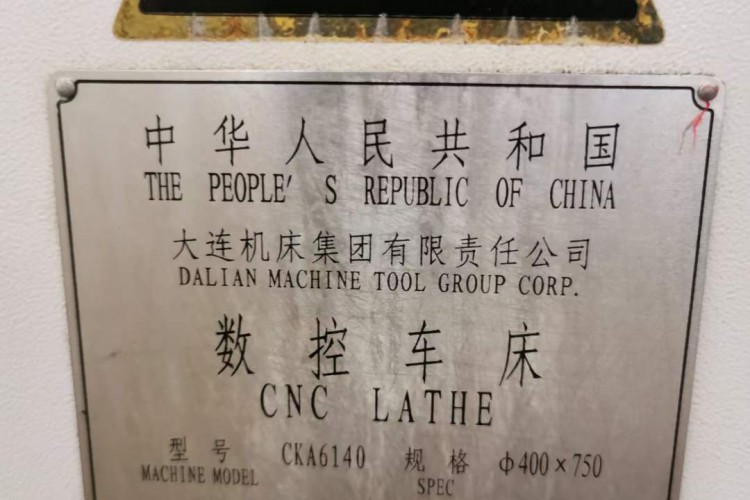 中华人民共和国
THE PEOPLE' S REPUBLIC OF CHINA
大连机床集团有限责任公司
DALIAN MACHINE TOOL GROUP CORP.
数控车床
CNC LATHE
型号 CKA6140 规格 φ400×750
MACHINE MODEL SPEC